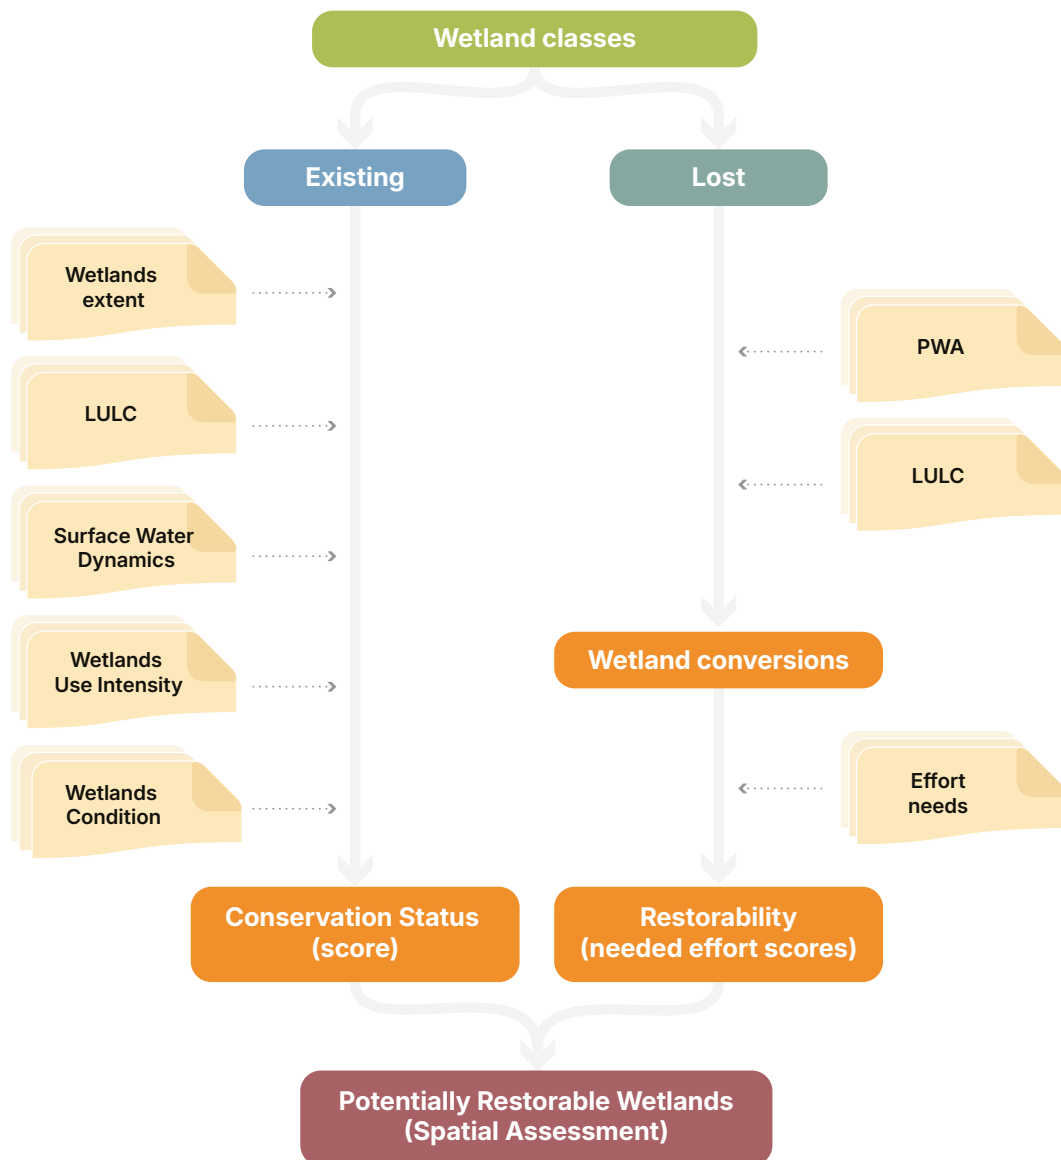 Wetland classes
Existing
Lost
Wetlands
extent
LULC
Surface Water
Dynamics
Wetlands
Use Intensity
Wetlands
Condition
PWA
LULC
Wetland conversions
Effort
needs
Conservation Status
(score)
Restorability
(needed effort scores)
Potentially Restorable Wetlands
(Spatial Assessment)